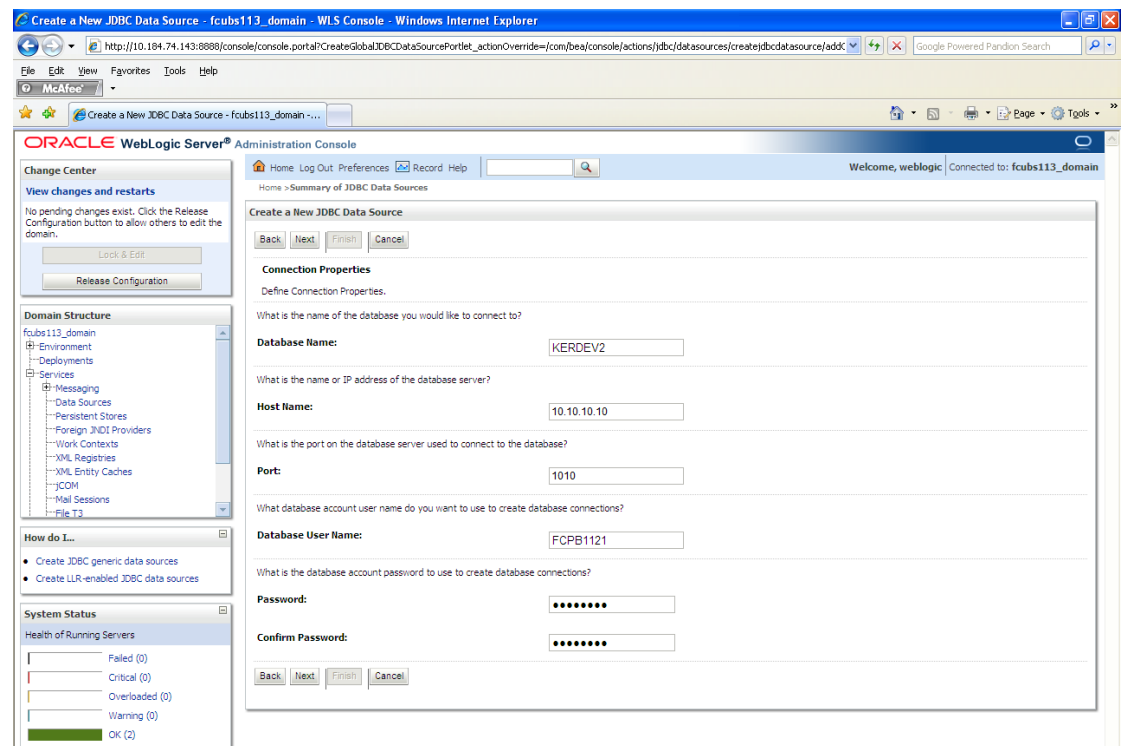 Create a New JDBC Data Source - fcubs113_domain - WLS Console - Windows Internet Explorer
http://10.184.74.143:8888/console/console.portal?CreateGlobalJDBCDataSourcePortlet_actionOverride=/com/bea/console/actions/jdbc/datasources/createjdbcdatasource/addC
Google Powered Pandion Search
File Edit View Favorites Tools Help
McAfee
Create a New JDBC Data Source - fcubs113_domain -...
Page Tools
ORACLE WebLogic Server® Administration Console
Change Center
View changes and restarts
No pending changes exist. Click the Release
Configuration button to allow others to edit the
domain.
Lock & Edit
Release Configuration
Domain Structure
fcubs113_domain
Environment
Deployments
Services
Messaging
Data Sources
Persistent Stores
Foreign JNDI Providers
Work Contexts
XML Registries
XML Entity Caches
jCOM
Mail Sessions
File T3
How do I...
Create JDBC generic data sources
Create LLR-enabled JDBC data sources
System Status
Health of Running Servers
Failed (0)
Critical (0)
Overloaded (0)
Warning (0)
OK (2)
Home Log Out Preferences Record Help
Welcome, weblogic Connected to: fcubs113_domain
Home >Summary of JDBC Data Sources
Create a New JDBC Data Source
Back Next Finish Cancel
Connection Properties
Define Connection Properties.
What is the name of the database you would like to connect to?
Database Name: KERDEV2
What is the name or IP address of the database server?
Host Name: 10.10.10.10
What is the port on the database server used to connect to the database?
Port: 1010
What database account user name do you want to use to create database connections?
Database User Name: FCPB1121
What is the database account password to use to create database connections?
Password: ●●●●●●●●
Confirm Password: ●●●●●●●●
Back Next Finish Cancel